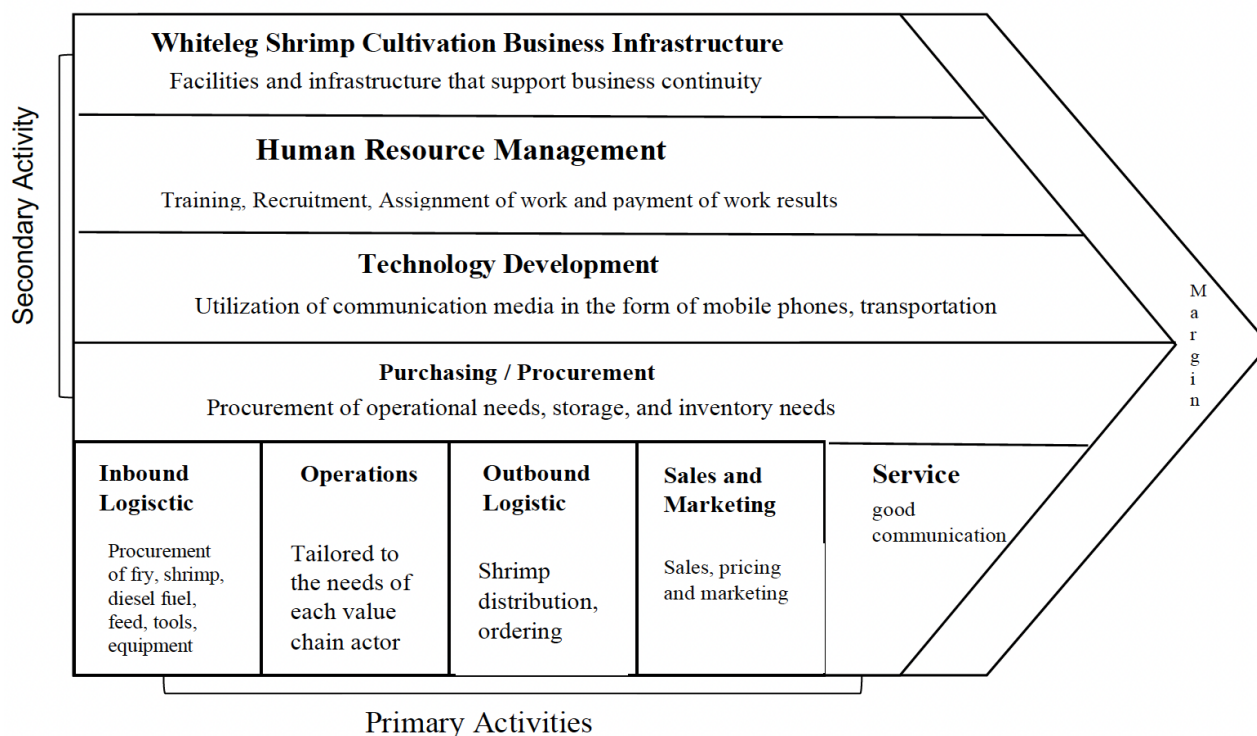 Whiteleg Shrimp Cultivation Business Infrastructure
Facilities and infrastructure that support business continuity
Human Resource Management
Training, Recruitment, Assignment of work and payment of work results
Technology Development
Utilization of communication media in the form of mobile phones, transportation
Purchasing / Procurement
Procurement of operational needs, storage, and inventory needs
Secondary Activity
Inbound
Logisctic
Procurement
of fry, shrimp,
diesel fuel,
feed, tools,
equipment
Operations
Tailored to
the needs of
each value
chain actor
Outbound
Logistic
Shrimp
distribution,
ordering
Sales and
Marketing
Sales, pricing
and marketing
Service
good
communication
Margin
Primary Activities